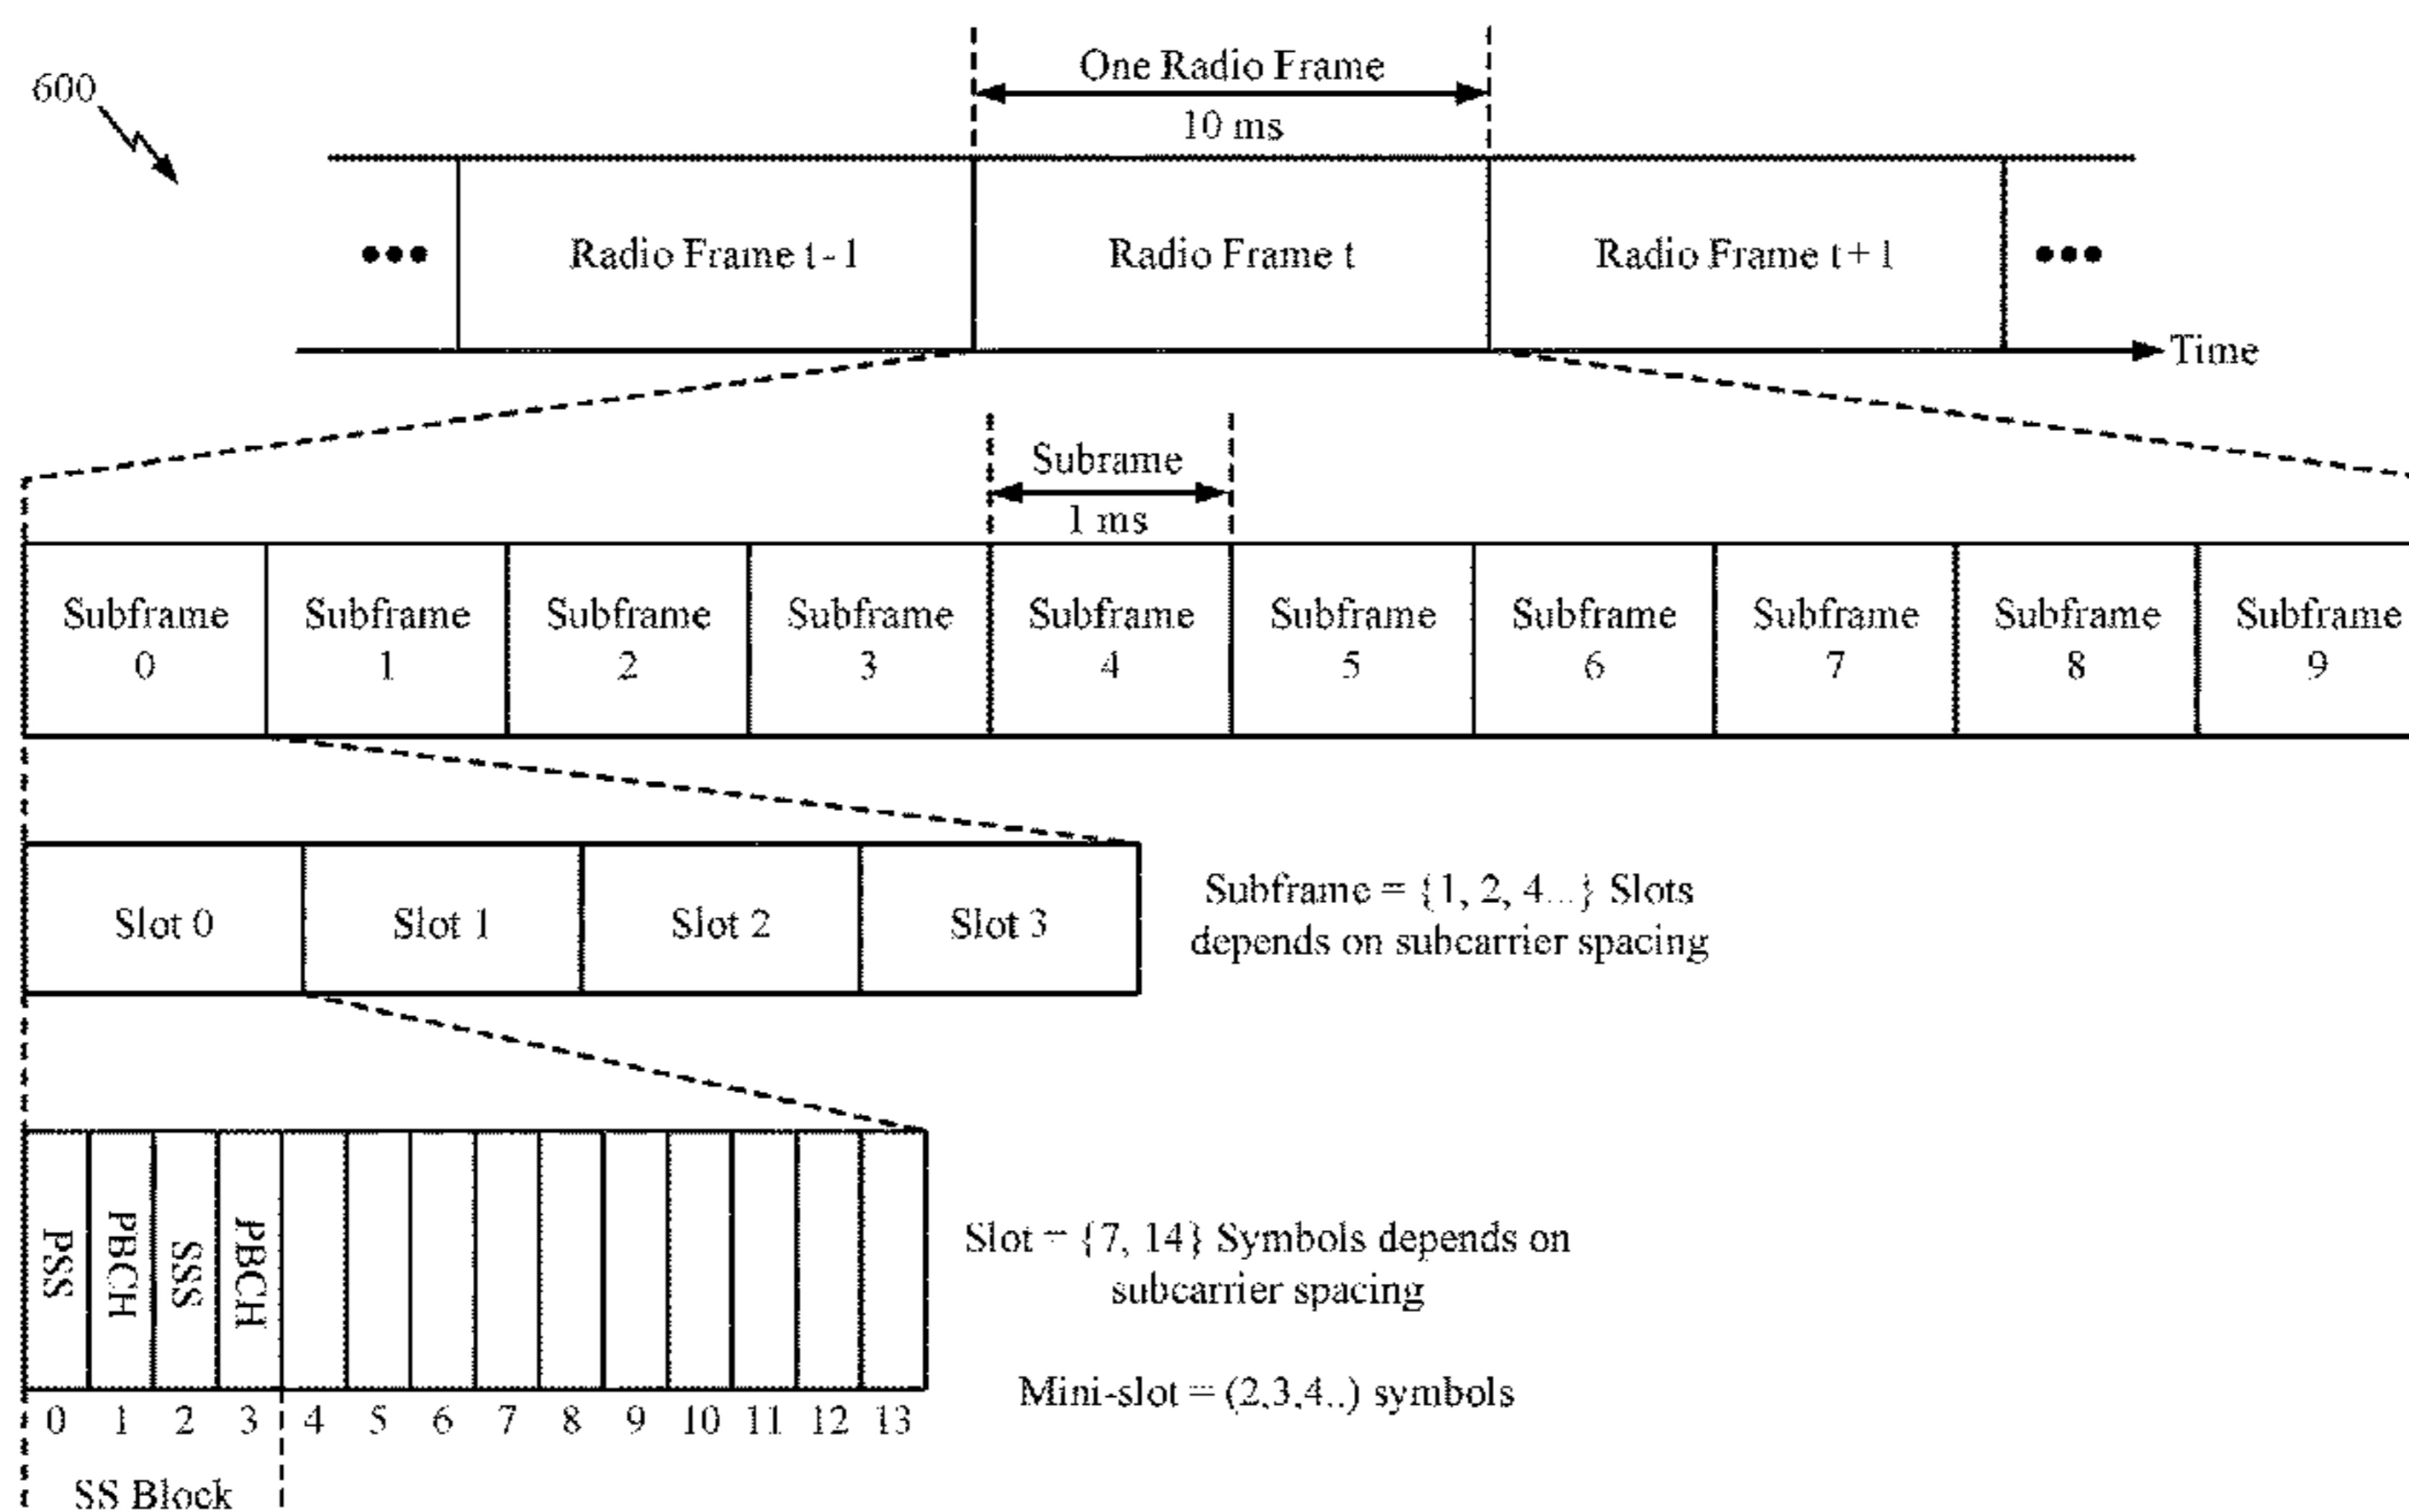 600
One Radio Frame
10 ms
••• Radio Frame t-1 Radio Frame t Radio Frame t+1 •••
Time
Subrame
1 ms
Subframe Subframe Subframe Subframe Subframe Subframe Subframe Subframe Subframe Subframe
0 1 2 3 4 5 6 7 8 9
Slot 0 Slot 1 Slot 2 Slot 3
Subframe = {1, 2, 4...} Slots
depends on subcarrier spacing
PSS PBCH SSS PBCH
Slot = {7, 14} Symbols depends on
subcarrier spacing
Mini-slot = (2,3,4..) symbols
0 1 2 3 4 5 6 7 8 9 10 11 12 13
SS Block